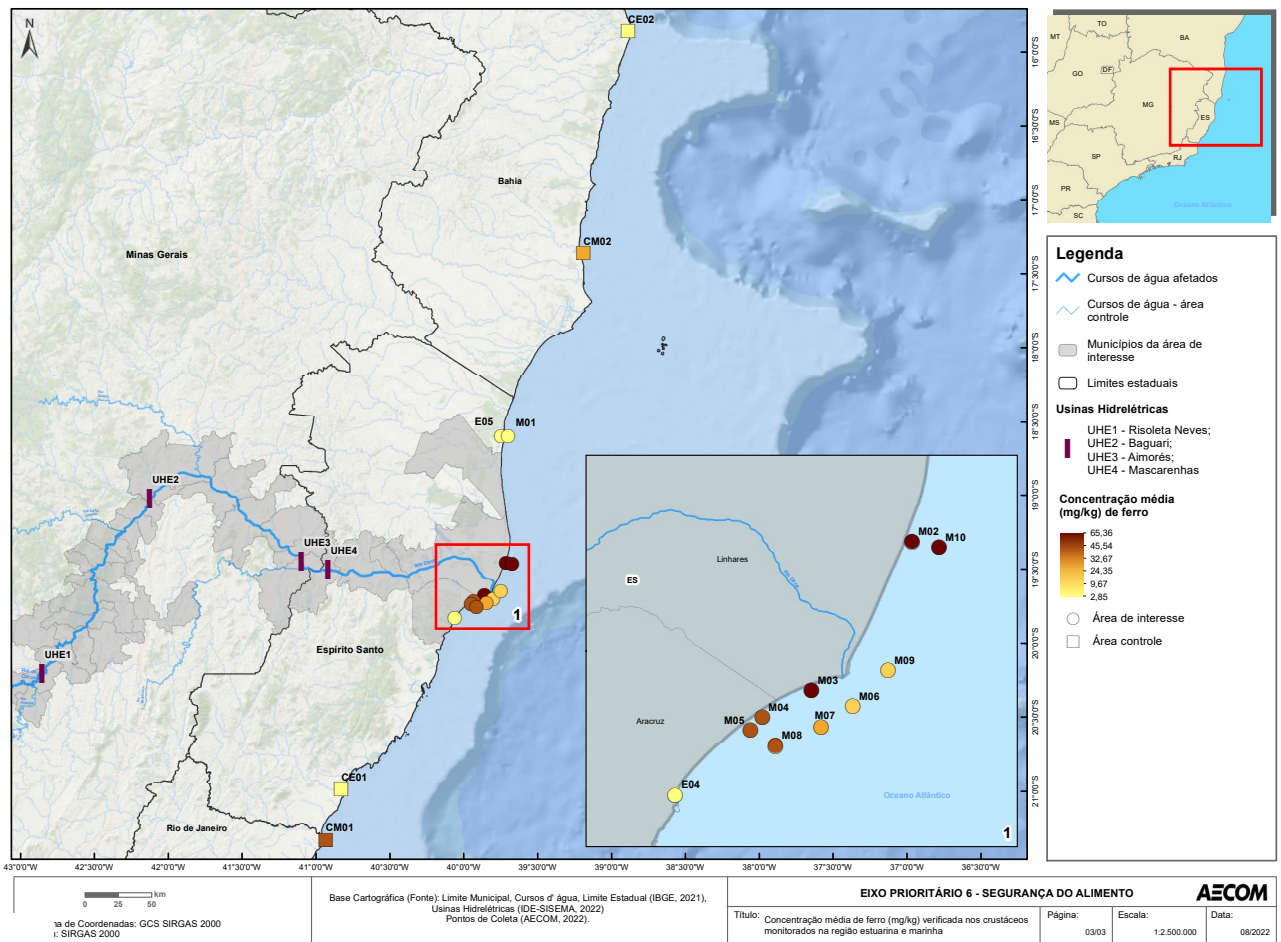 N
CE02
Bahia
CM02
Minas Gerais
E05
M01
UHE2
UHE3
UHE4
Rio Doce
UHE1
1
Espírito Santo
CE01
Rio de Janeiro
CM01
Linhares
ES
Rio Doce
M02
M10
M09
M03
M06
M04
M07
M05
M08
Aracruz
E04
Oceano Atlântico
1
16°0'0"S
16°30'0"S
17°0'0"S
17°30'0"S
18°0'0"S
18°30'0"S
19°0'0"S
19°30'0"S
20°0'0"S
20°30'0"S
21°0'0"S
43°0'0"W
42°30'0"W
42°0'0"W
41°30'0"W
41°0'0"W
40°30'0"W
40°0'0"W
39°30'0"W
39°0'0"W
38°30'0"W
38°0'0"W
37°30'0"W
37°0'0"W
36°30'0"W
TO
MT
BA
DF
GO
MG
MS
ES
SP
RJ
PR
SC
Oceano Atlântico
Legenda
Cursos de água afetados
Cursos de água - área
controle
Municípios da área de
interesse
Limites estaduais
Usinas Hidrelétricas
UHE1 - Risoleta Neves;
UHE2 - Baguari;
UHE3 - Aimorés;
UHE4 - Mascarenhas
Concentração média
(mg/kg) de ferro
65,36
45,54
32,67
24,35
9,67
2,85
Área de interesse
Área controle
km
0 25 50
na de Coordenadas: GCS SIRGAS 2000
: SIRGAS 2000
Base Cartográfica (Fonte): Limite Municipal, Cursos d' água, Limite Estadual (IBGE, 2021),
Usinas Hidrelétricas (IDE-SISEMA, 2022)
Pontos de Coleta (AECOM, 2022).
EIXO PRIORITÁRIO 6 - SEGURANÇA DO ALIMENTO
AECOM
Título: Concentração média de ferro (mg/kg) verificada nos crustáceos
monitorados na região estuarina e marinha
Página:
03/03
Escala:
1:2.500.000
Data:
08/2022